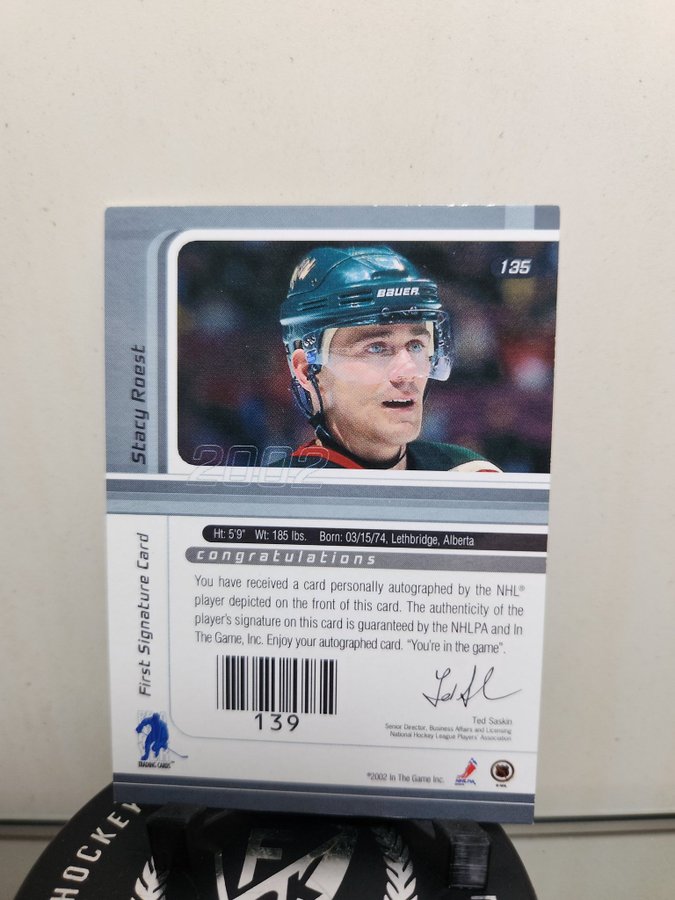 135
BAUER
Stacy Roest
2002
Ht: 5'9" Wt: 185 lbs. Born: 03/15/74, Lethbridge, Alberta
congratulations
First Signature Card
You have received a card personally autographed by the NHL®
player depicted on the front of this card. The authenticity of the
player's signature on this card is guaranteed by the NHLPA and In
The Game, Inc. Enjoy your autographed card. "You're in the game".
139
Ted Saskin
Senior Director, Business Affairs and Licensing
National Hockey League Players' Association
TRADING CARDS
©2002 In The Game Inc.
NHLPA
HOCKEY